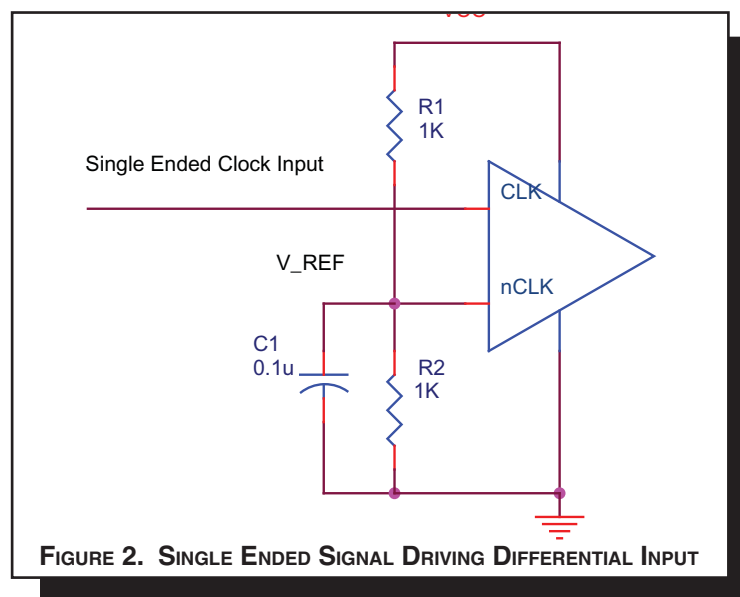 R1
1K
Single Ended Clock Input
CLK
V_REF
nCLK
C1
0.1u
R2
1K
FIGURE 2. SINGLE ENDED SIGNAL DRIVING DIFFERENTIAL INPUT